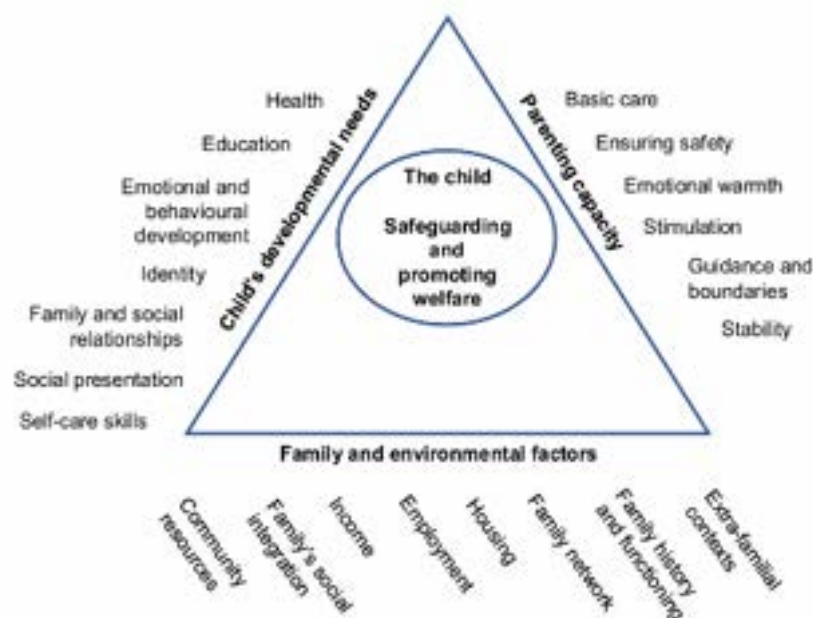 Health
Education
Emotional and
behavioural
development
Identity
Family and social
relationships
Social presentation
Self-care skills
Child's developmental needs
The child
Safeguarding
and
promoting
welfare
Parenting capacity
Basic care
Ensuring safety
Emotional warmth
Stimulation
Guidance and
boundaries
Stability
Family and environmental factors
Community
resources
Family's social
integration
Income
Employment
Housing
Family network
Family history
and functioning
Extra-familial
contexts